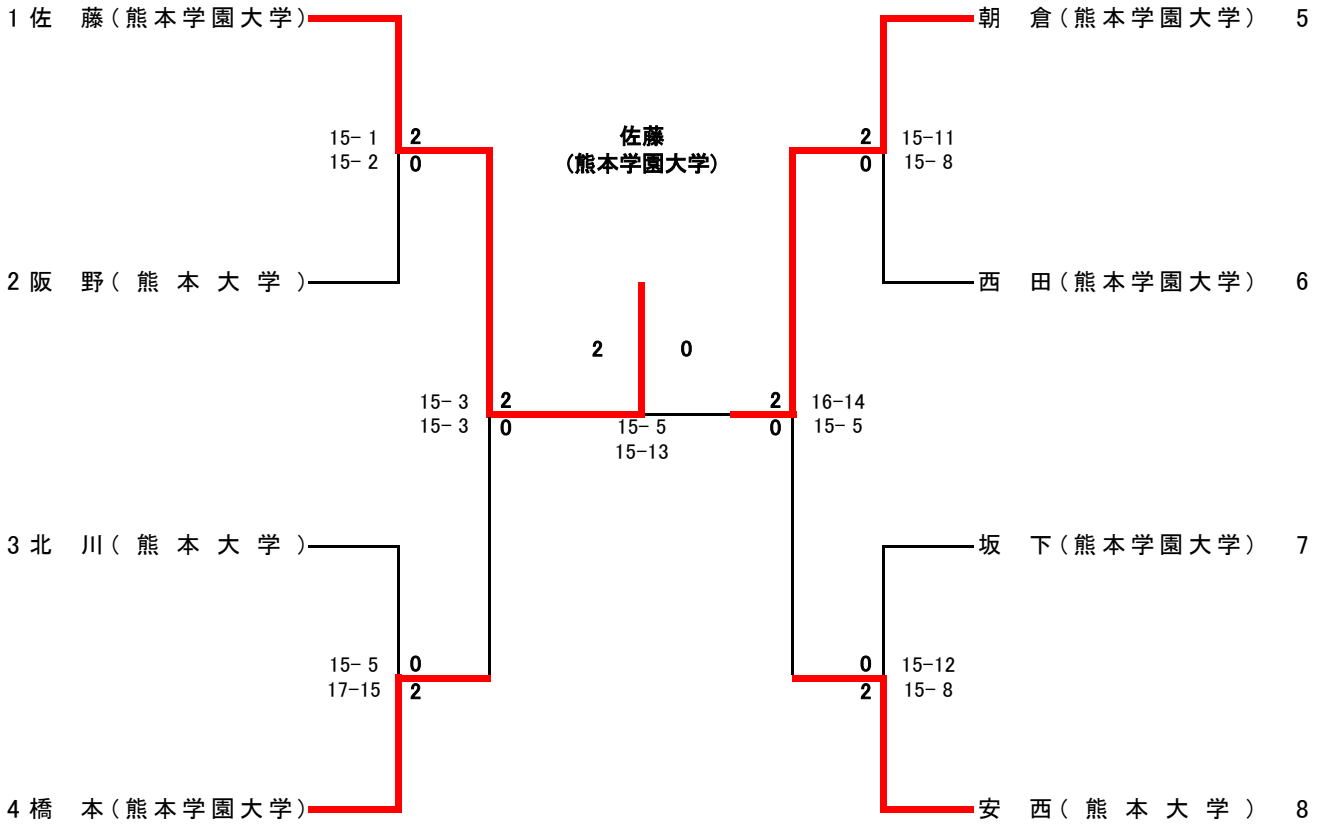 1 佐　藤(熊本学園大学)
朝　倉(熊本学園大学)　5
15- 1　2
15- 2　0
佐藤
(熊本学園大学)
2　15-11
0　15- 8
2 阪　野( 熊 本 大 学 )
西　田(熊本学園大学)　6
2　0
15- 3　2
15- 3　0
15- 5
15-13
2　16-14
0　15- 5
3 北　川( 熊 本 大 学 )
坂　下(熊本学園大学)　7
15- 5　0
17-15　2
0　15-12
2　15- 8
4 橋　本(熊本学園大学)
安　西( 熊 本 大 学 )　8